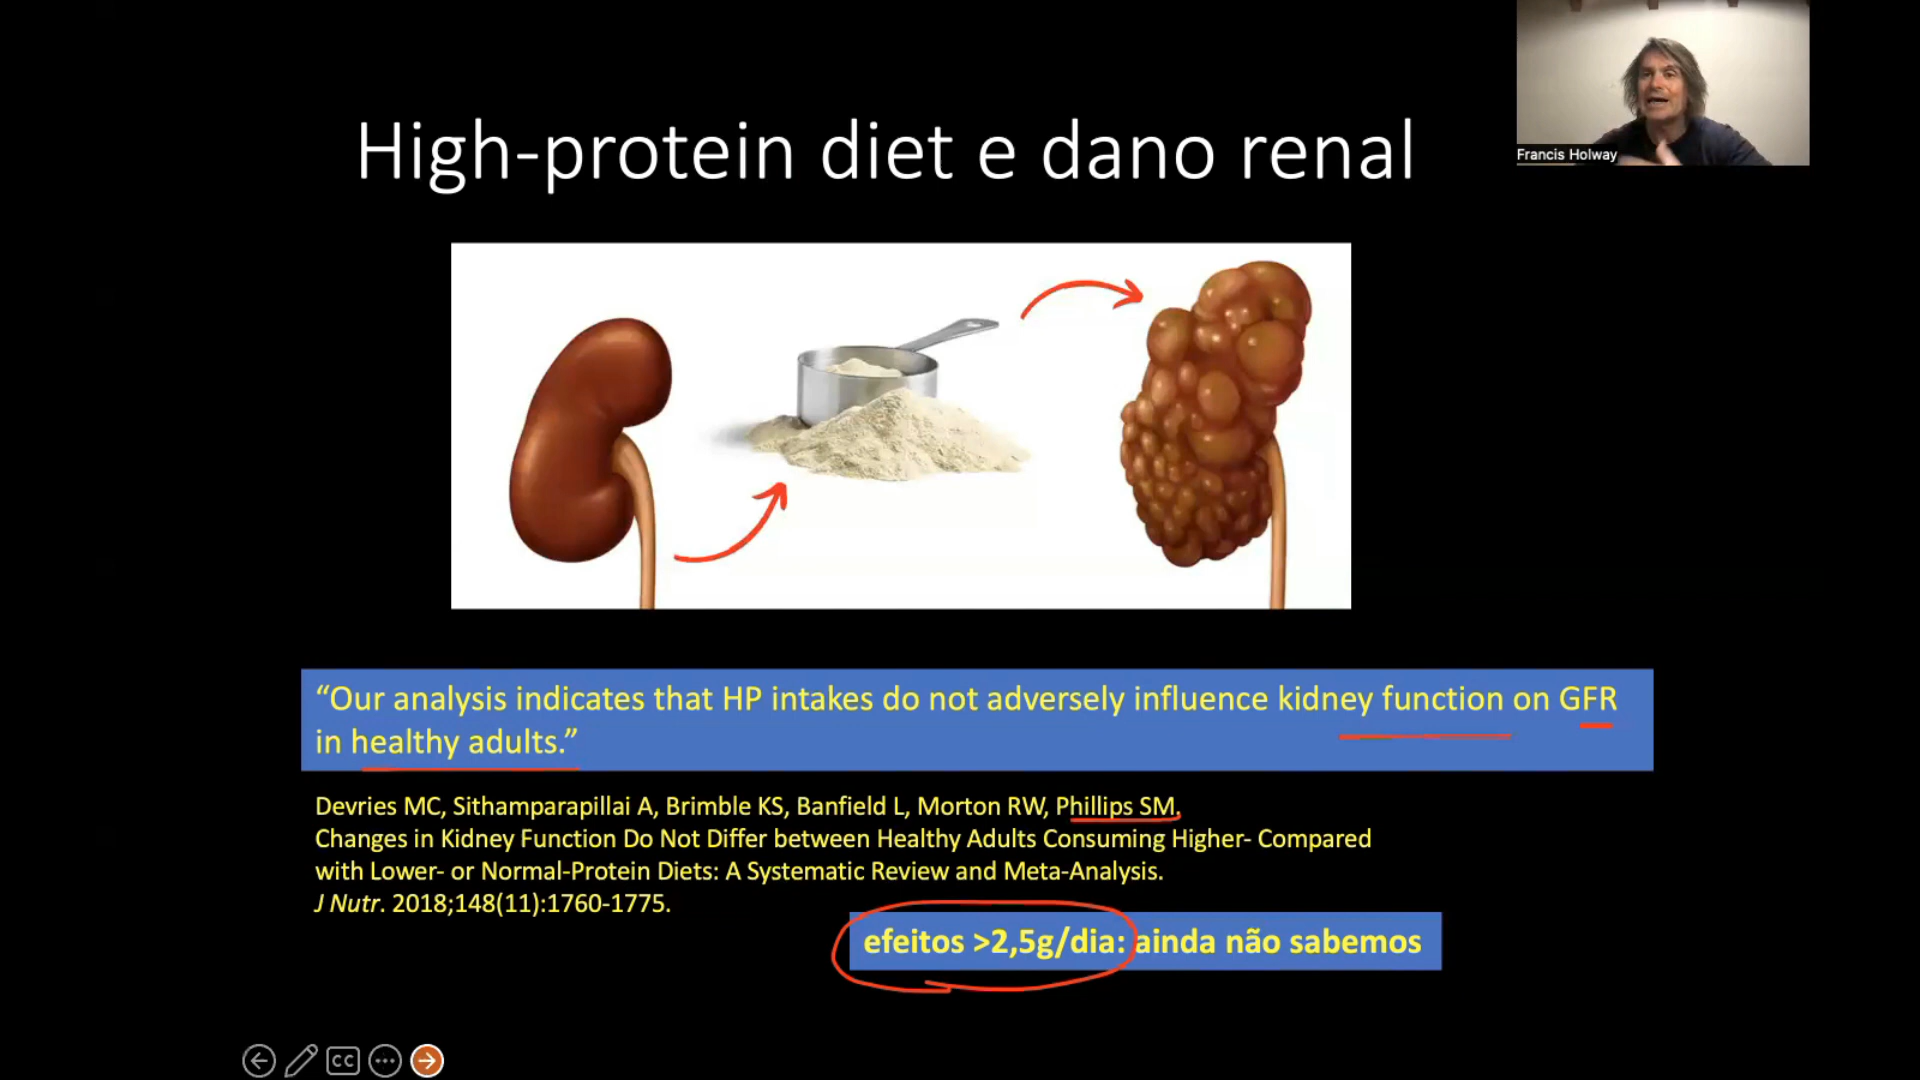 Francis Holway
High-protein diet e dano renal
“Our analysis indicates that HP intakes do not adversely influence kidney function on GFR
in healthy adults.”
Devries MC, Sithamparapillai A, Brimble KS, Banfield L, Morton RW, Phillips SM.
Changes in Kidney Function Do Not Differ between Healthy Adults Consuming Higher- Compared
with Lower- or Normal-Protein Diets: A Systematic Review and Meta-Analysis.
J Nutr. 2018;148(11):1760-1775.
efeitos >2,5g/dia: ainda não sabemos
CC